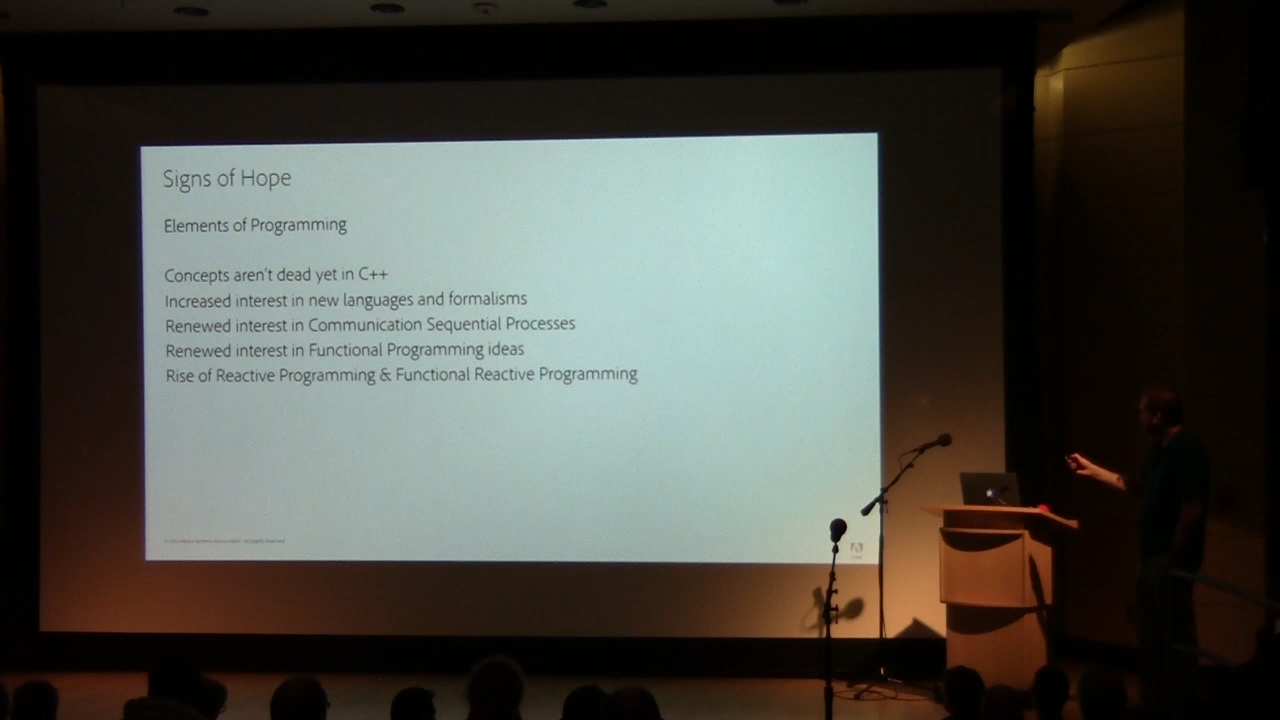 Signs of Hope
Elements of Programming
Concepts aren't dead yet in C++
Increased interest in new languages and formalisms
Renewed interest in Communication Sequential Processes
Renewed interest in Functional Programming ideas
Rise of Reactive Programming & Functional Reactive Programming